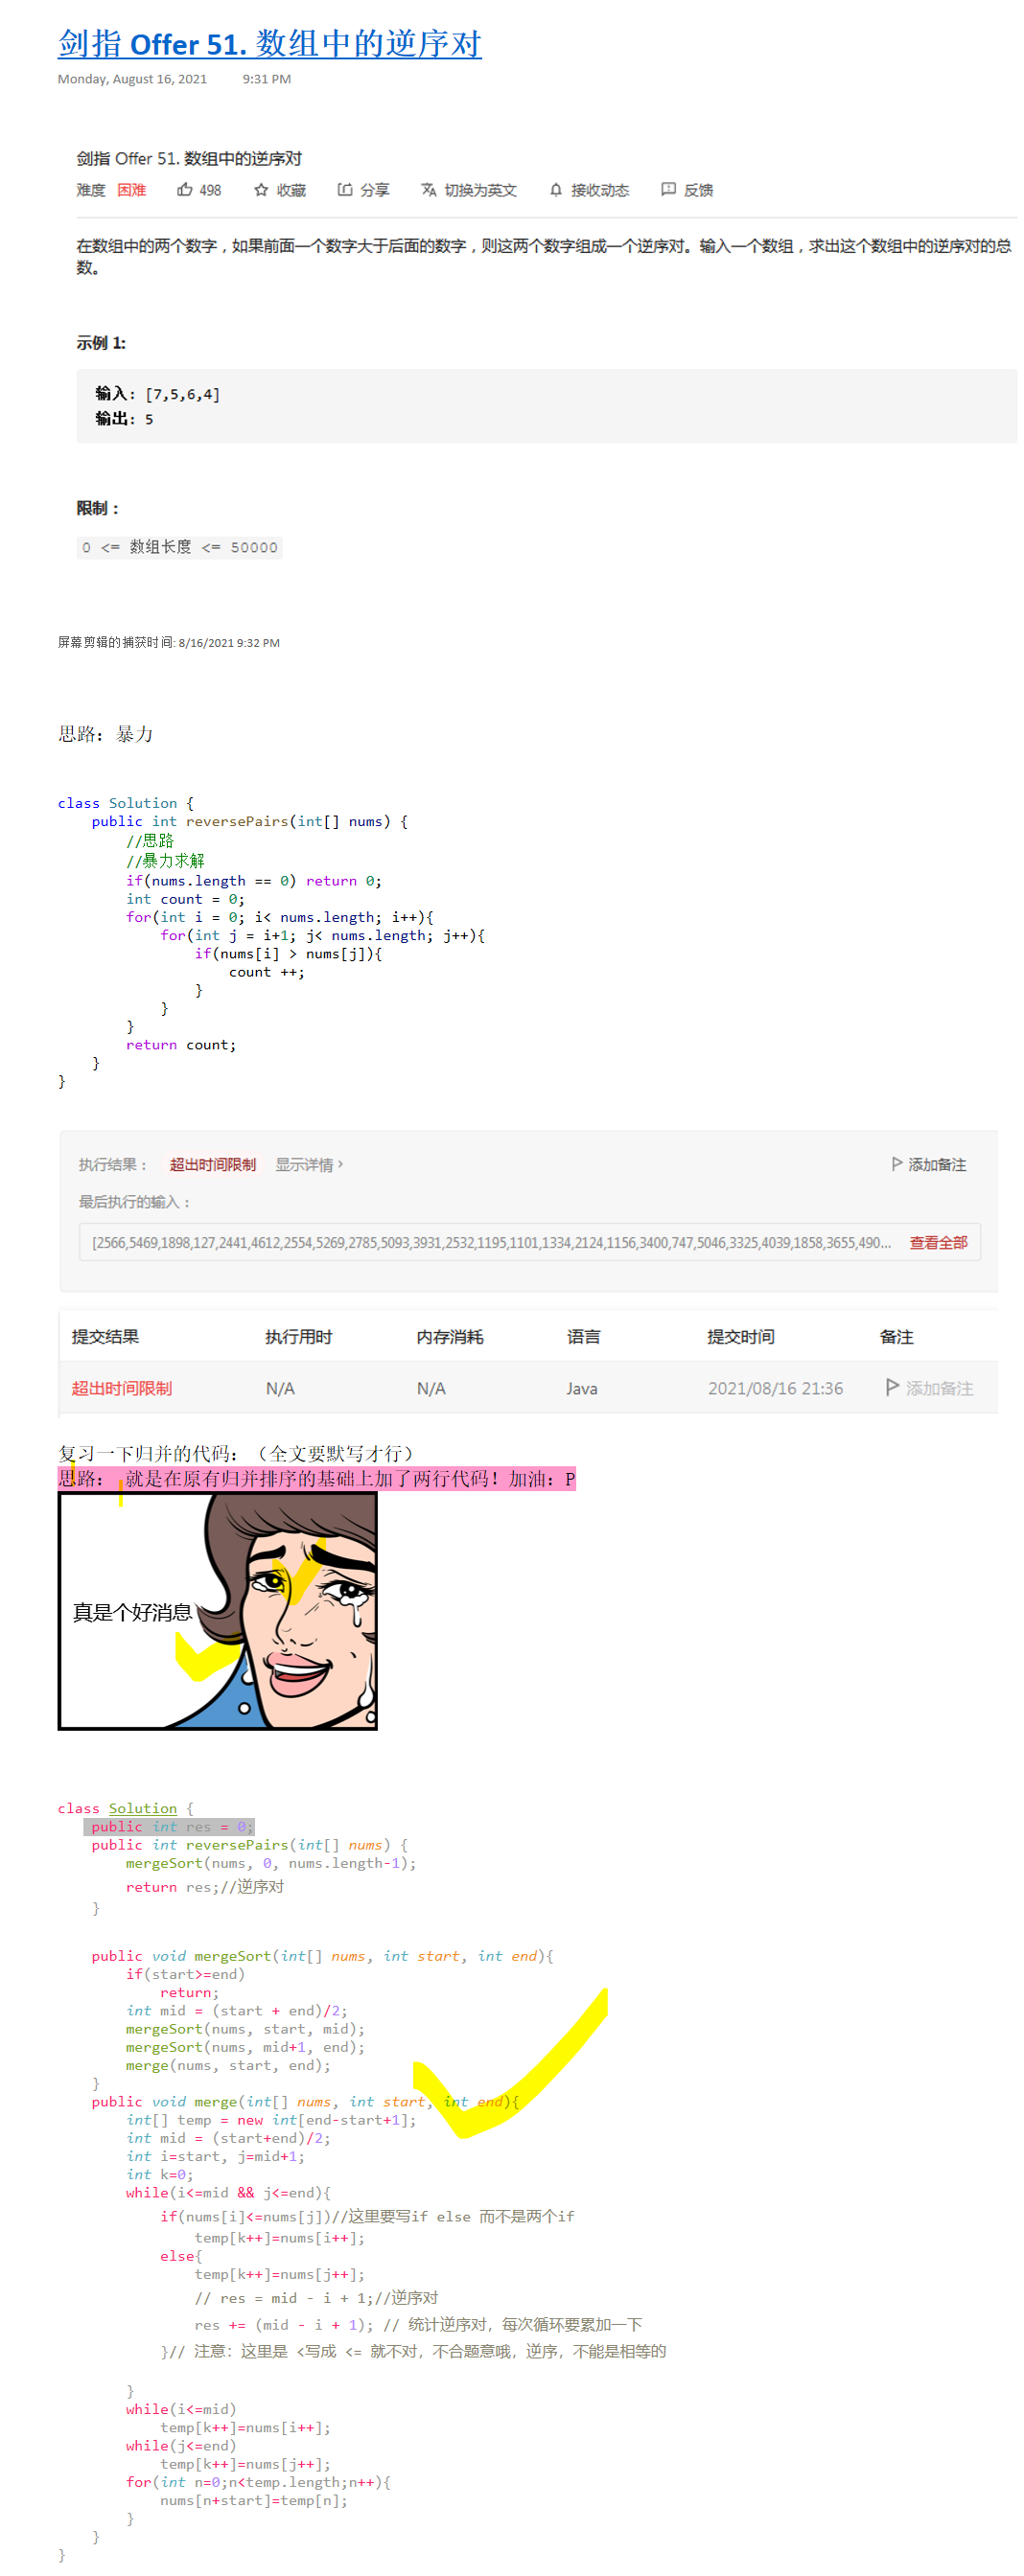 剑指 Offer 51. 数组中的逆序对
Monday, August 16, 2021 9:31 PM
剑指 Offer 51. 数组中的逆序对
难度 困难 498 收藏 分享 切换为英文 接收动态 反馈
在数组中的两个数字，如果前面一个数字大于后面的数字，则这两个数字组成一个逆序对。输入一个数组，求出这个数组中的逆序对的总
数。
示例 1:
输入: [7,5,6,4]
输出: 5
限制：
0 <= 数组长度 <= 50000
屏幕剪辑的捕获时间: 8/16/2021 9:32 PM
思路：暴力
class Solution {
    public int reversePairs(int[] nums) {
        //思路
        //暴力求解
        if(nums.length == 0) return 0;
        int count = 0;
        for(int i = 0; i< nums.length; i++){
            for(int j = i+1; j< nums.length; j++){
                if(nums[i] > nums[j]){
                    count ++;
                }
            }
        }
        return count;
    }
}
执行结果： 超出时间限制 显示详情 › 添加备注
最后执行的输入：
[2566,5469,1898,127,2441,4612,2554,5269,2785,5093,3931,2532,1195,1101,1334,2124,1156,3400,747,5046,3325,4039,1858,3655,490... 查看全部
提交结果 执行用时 内存消耗 语言 提交时间 备注
超出时间限制 N/A N/A Java 2021/08/16 21:36 添加备注
复习一下归并的代码：（全文要默写才行）
思路： 就是在原有归并排序的基础上加了两行代码！加油：P
真是个好消息
class Solution {
    public int res = 0;
    public int reversePairs(int[] nums) {
        mergeSort(nums, 0, nums.length-1);
        return res;//逆序对
    }
    public void mergeSort(int[] nums, int start, int end){
        if(start>=end)
            return;
        int mid = (start + end)/2;
        mergeSort(nums, start, mid);
        mergeSort(nums, mid+1, end);
        merge(nums, start, end);
    }
    public void merge(int[] nums, int start, int end){
        int[] temp = new int[end-start+1];
        int mid = (start+end)/2;
        int i=start, j=mid+1;
        int k=0;
        while(i<=mid && j<=end){
            if(nums[i]<=nums[j])//这里要写if else 而不是两个if
                temp[k++]=nums[i++];
            else{
                temp[k++]=nums[j++];
                // res = mid - i + 1;//逆序对
                res += (mid - i + 1); // 统计逆序对，每次循环要累加一下
            }// 注意：这里是 <写成 <= 就不对，不合题意哦，逆序，不能是相等的
        }
        while(i<=mid)
            temp[k++]=nums[i++];
        while(j<=end)
            temp[k++]=nums[j++];
        for(int n=0;n<temp.length;n++){
            nums[n+start]=temp[n];
        }
    }
}